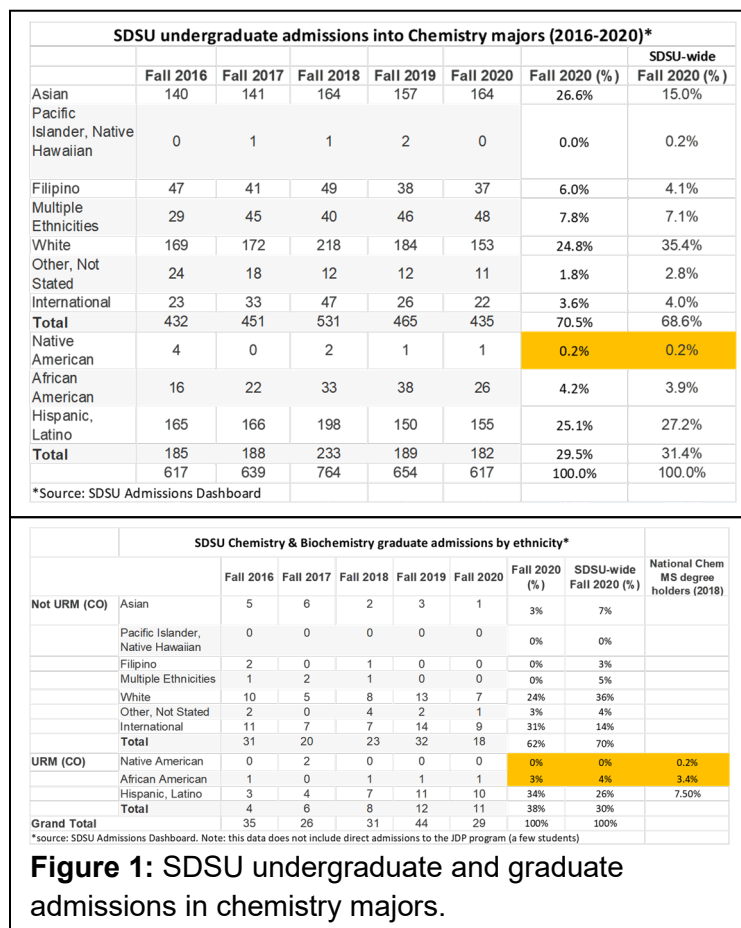 SDSU undergraduate admissions into Chemistry majors (2016-2020)*
SDSU-wide
Fall 2016 Fall 2017 Fall 2018 Fall 2019 Fall 2020 Fall 2020 (%) Fall 2020 (%)
Asian 140 141 164 157 164 26.6% 15.0%
Pacific
Islander, Native
Hawaiian 0 1 1 2 0 0.0% 0.2%
Filipino 47 41 49 38 37 6.0% 4.1%
Multiple
Ethnicities 29 45 40 46 48 7.8% 7.1%
White 169 172 218 184 153 24.8% 35.4%
Other, Not
Stated 24 18 12 12 11 1.8% 2.8%
International 23 33 47 26 22 3.6% 4.0%
Total 432 451 531 465 435 70.5% 68.6%
Native
American 4 0 2 1 1 0.2% 0.2%
African
American 16 22 33 38 26 4.2% 3.9%
Hispanic,
Latino 165 166 198 150 155 25.1% 27.2%
Total 185 188 233 189 182 29.5% 31.4%
617 639 764 654 617 100.0% 100.0%
*Source: SDSU Admissions Dashboard
SDSU Chemistry & Biochemistry graduate admissions by ethnicity*
Fall 2016 Fall 2017 Fall 2018 Fall 2019 Fall 2020 Fall 2020 (%) SDSU-wide Fall 2020 (%) National Chem MS degree holders (2018)
Not URM (CO) Asian 5 6 2 3 1 3% 7%
Pacific Islander,
Native Hawaiian 0 0 0 0 0 0% 0%
Filipino 2 0 1 0 0 0% 3%
Multiple Ethnicities 1 2 1 0 0 0% 5%
White 10 5 8 13 7 24% 36%
Other, Not Stated 2 0 4 2 1 3% 4%
International 11 7 7 14 9 31% 14%
Total 31 20 23 32 18 62% 70%
URM (CO) Native American 0 2 0 0 0 0% 0% 0.2%
African American 1 0 1 1 1 3% 4% 3.4%
Hispanic, Latino 3 4 7 11 10 34% 26% 7.50%
Total 4 6 8 12 11 38% 30%
Grand Total 35 26 31 44 29 100% 100%
*source: SDSU Admissions Dashboard. Note: this data does not include direct admissions to the JDP program (a few students)
Figure 1: SDSU undergraduate and graduate
admissions in chemistry majors.